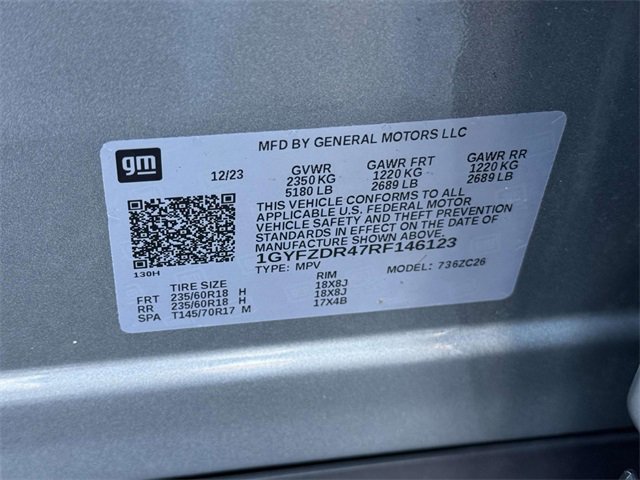 MFD BY GENERAL MOTORS LLC
gm
12/23 GVWR GAWR FRT GAWR RR
2350 KG 1220 KG 1220 KG
5180 LB 2689 LB 2689 LB
THIS VEHICLE CONFORMS TO ALL
APPLICABLE U.S. FEDERAL MOTOR
VEHICLE SAFETY AND THEFT PREVENTION
STANDARDS IN EFFECT ON THE DATE OF
MANUFACTURE SHOWN ABOVE.
1GYFZDR47RF146123
130H
TYPE: MPV MODEL: 736ZC26
TIRE SIZE RIM
FRT 235/60R18 H 18X8J
RR 235/60R18 H 18X8J
SPA T145/70R17 M 17X4B